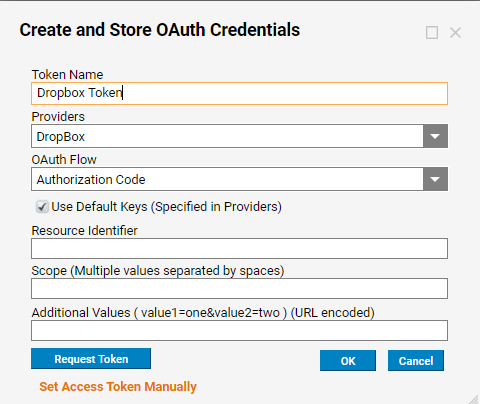 Create and Store OAuth Credentials
Token Name
Dropbox Token
Providers
DropBox
OAuth Flow
Authorization Code
Use Default Keys (Specified in Providers)
Resource Identifier
Scope (Multiple values separated by spaces)
Additional Values ( value1=one&value2=two ) (URL encoded)
Request Token OK Cancel
Set Access Token Manually